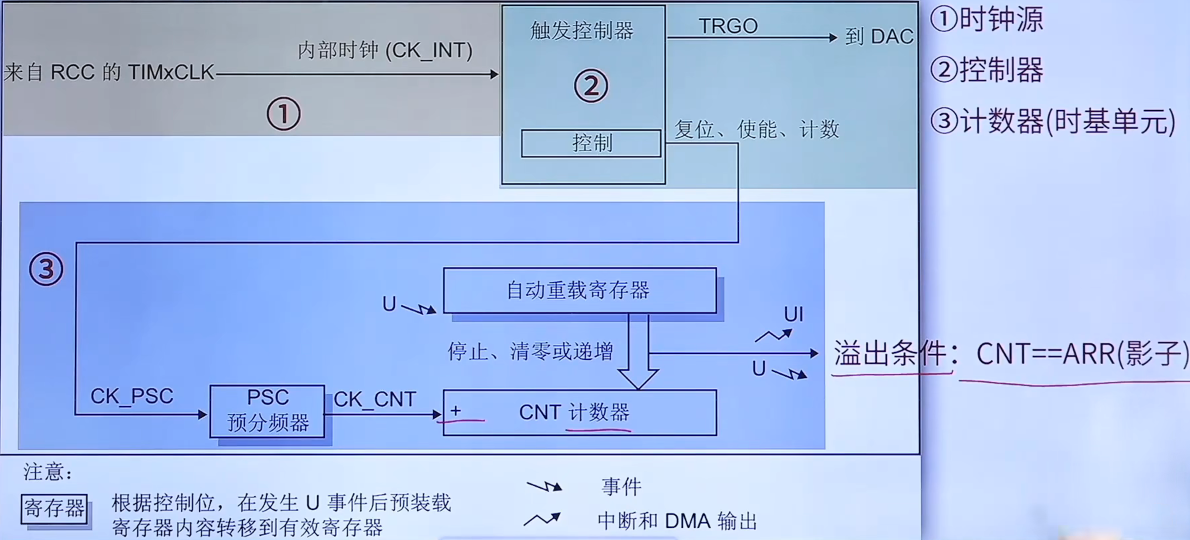 来自 RCC 的 TIMxCLK
内部时钟 (CK_INT)
①
触发控制器
②
控制
TRGO
到 DAC
复位、使能、计数
①时钟源
②控制器
③计数器(时基单元)
③
自动重载寄存器
U
停止、清零或递增
UI
U
溢出条件：CNT==ARR(影子)
CK_PSC
PSC
预分频器
CK_CNT
+
CNT 计数器
注意：
寄存器
根据控制位，在发生 U 事件后预装载
寄存器内容转移到有效寄存器
事件
中断和 DMA 输出